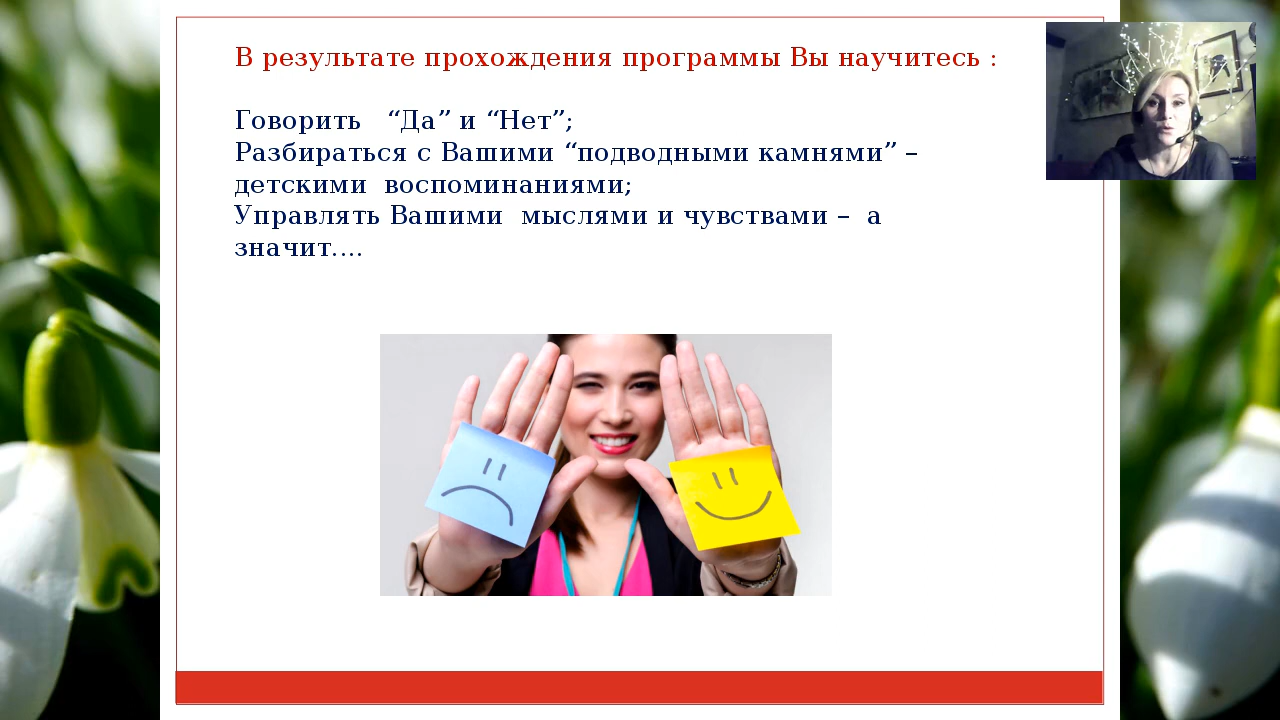 В результате прохождения программы Вы научитесь :
Говорить “Да” и “Нет”;
Разбираться с Вашими “подводными камнями” –
детскими воспоминаниями;
Управлять Вашими мыслями и чувствами – а
значит....